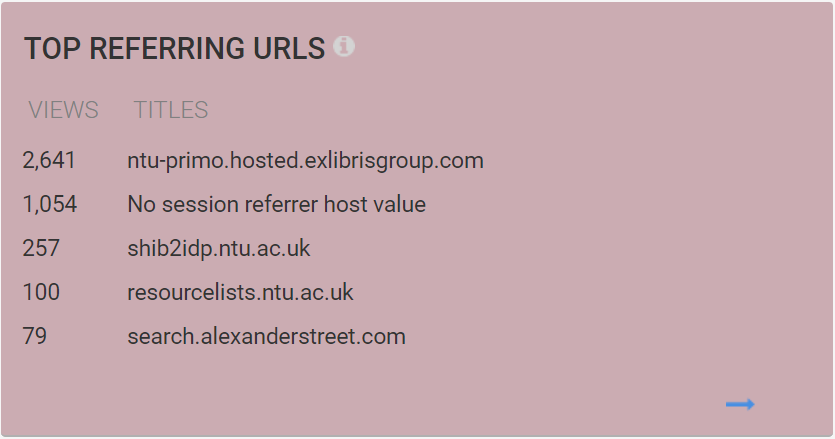 TOP REFERRING URLS
VIEWS TITLES
2,641 ntu-primo.hosted.exlibrisgroup.com
1,054 No session referrer host value
257 shib2idp.ntu.ac.uk
100 resourcelists.ntu.ac.uk
79 search.alexanderstreet.com